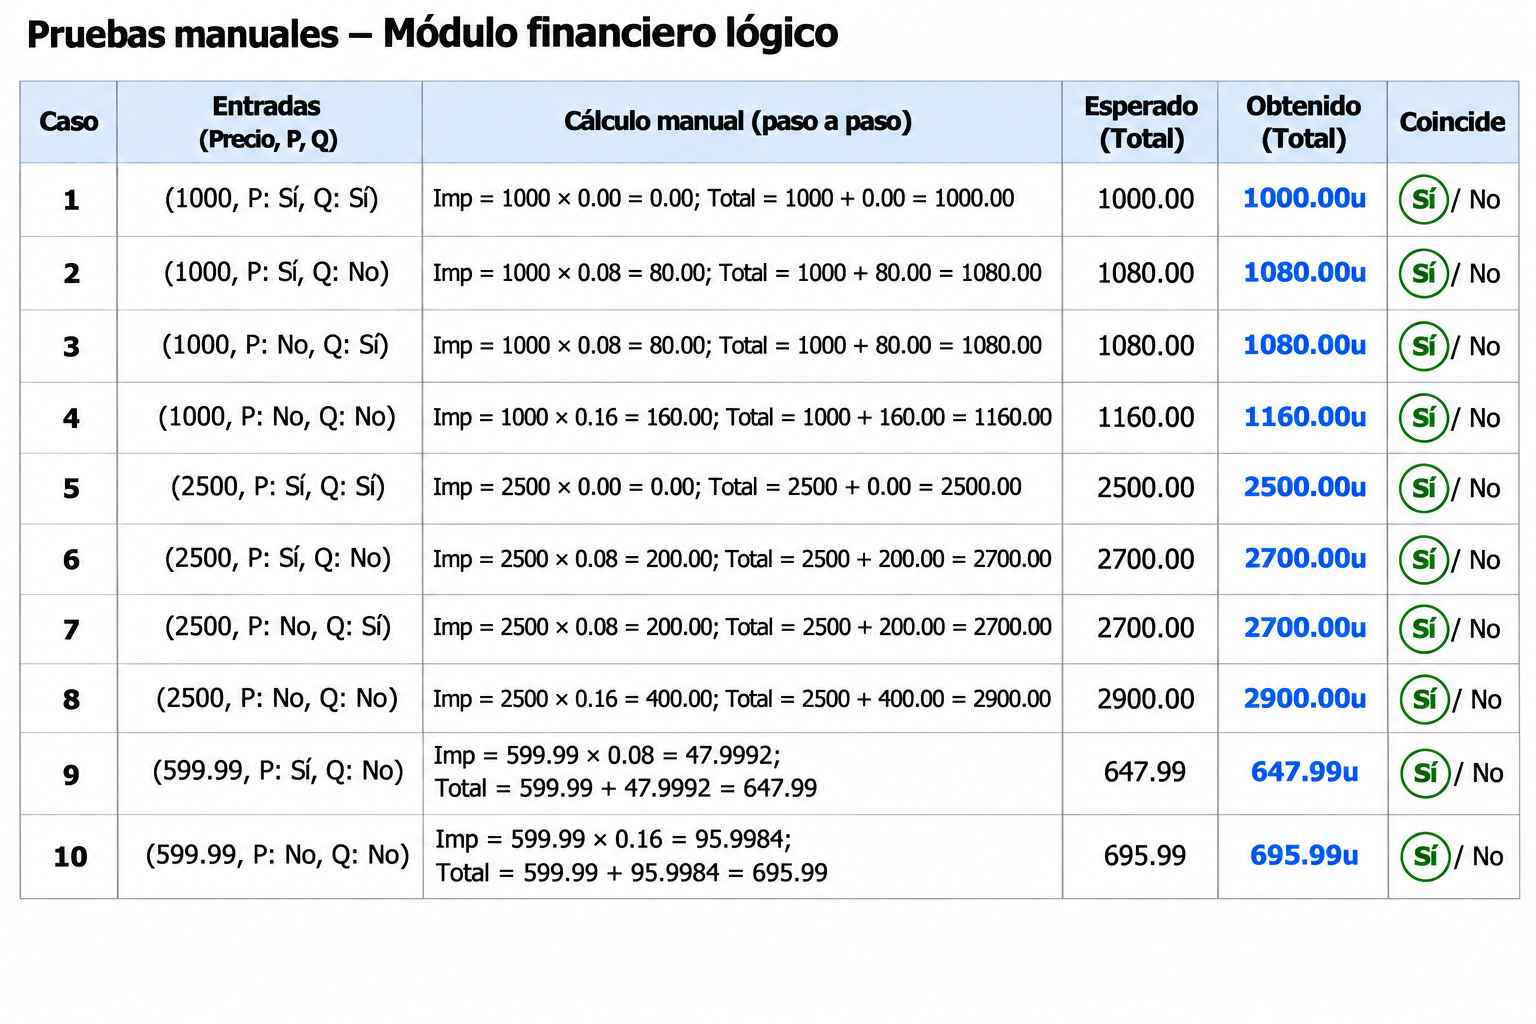 Pruebas manuales – Módulo financiero lógico
Caso Entradas (Precio, P, Q) Cálculo manual (paso a paso) Esperado (Total) Obtenido (Total) Coincide
1 (1000, P: Sí, Q: Sí) Imp = 1000 × 0.00 = 0.00; Total = 1000 + 0.00 = 1000.00 1000.00 1000.00u Sí / No
2 (1000, P: Sí, Q: No) Imp = 1000 × 0.08 = 80.00; Total = 1000 + 80.00 = 1080.00 1080.00 1080.00u Sí / No
3 (1000, P: No, Q: Sí) Imp = 1000 × 0.08 = 80.00; Total = 1000 + 80.00 = 1080.00 1080.00 1080.00u Sí / No
4 (1000, P: No, Q: No) Imp = 1000 × 0.16 = 160.00; Total = 1000 + 160.00 = 1160.00 1160.00 1160.00u Sí / No
5 (2500, P: Sí, Q: Sí) Imp = 2500 × 0.00 = 0.00; Total = 2500 + 0.00 = 2500.00 2500.00 2500.00u Sí / No
6 (2500, P: Sí, Q: No) Imp = 2500 × 0.08 = 200.00; Total = 2500 + 200.00 = 2700.00 2700.00 2700.00u Sí / No
7 (2500, P: No, Q: Sí) Imp = 2500 × 0.08 = 200.00; Total = 2500 + 200.00 = 2700.00 2700.00 2700.00u Sí / No
8 (2500, P: No, Q: No) Imp = 2500 × 0.16 = 400.00; Total = 2500 + 400.00 = 2900.00 2900.00 2900.00u Sí / No
9 (599.99, P: Sí, Q: No) Imp = 599.99 × 0.08 = 47.9992;
Total = 599.99 + 47.9992 = 647.99 647.99 647.99u Sí / No
10 (599.99, P: No, Q: No) Imp = 599.99 × 0.16 = 95.9984;
Total = 599.99 + 95.9984 = 695.99 695.99 695.99u Sí / No